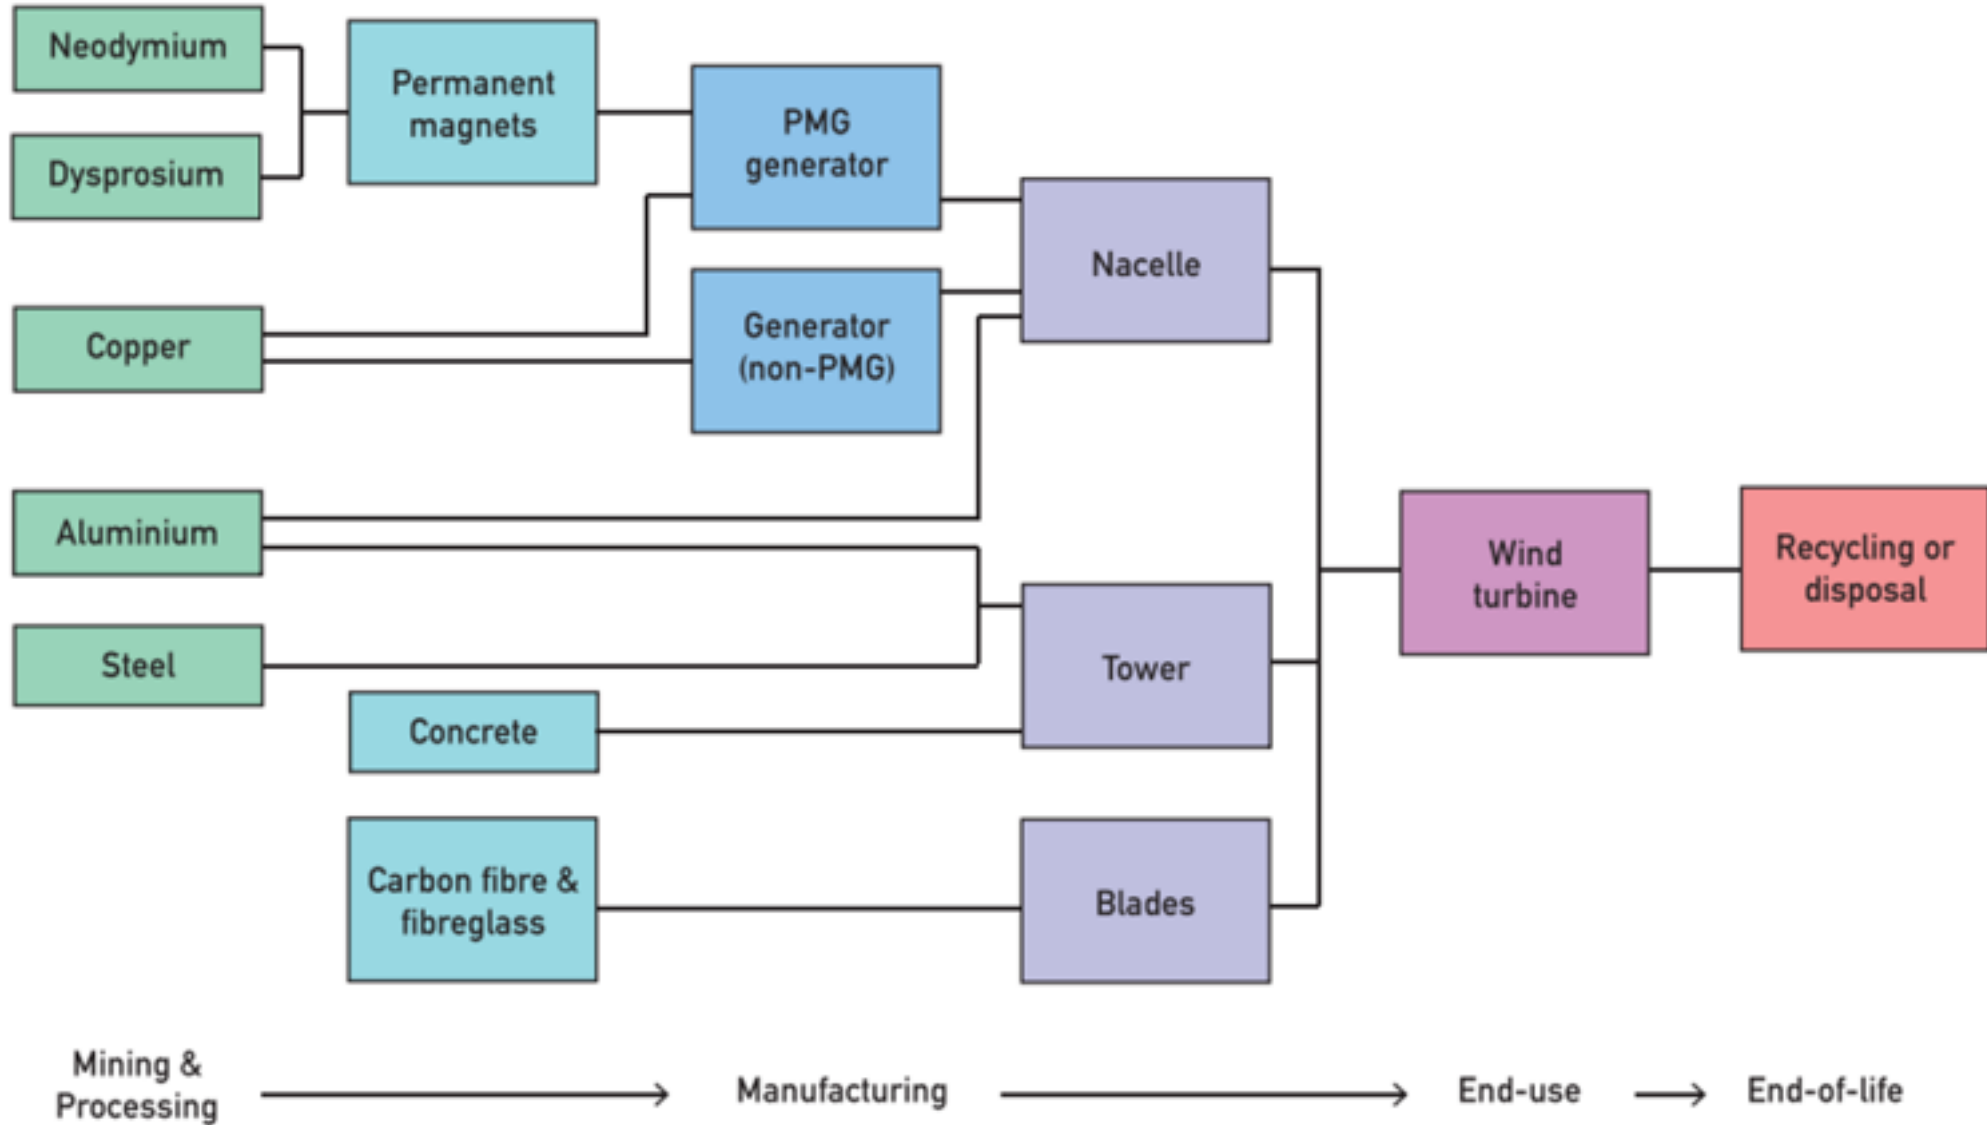 Neodymium
Permanent
magnets
PMG
generator
Dysprosium
Nacelle
Copper
Generator
(non-PMG)
Aluminium
Wind
turbine
Recycling or
disposal
Steel
Tower
Concrete
Carbon fibre &
fibreglass
Blades
Mining &
Processing
Manufacturing
End-use
End-of-life